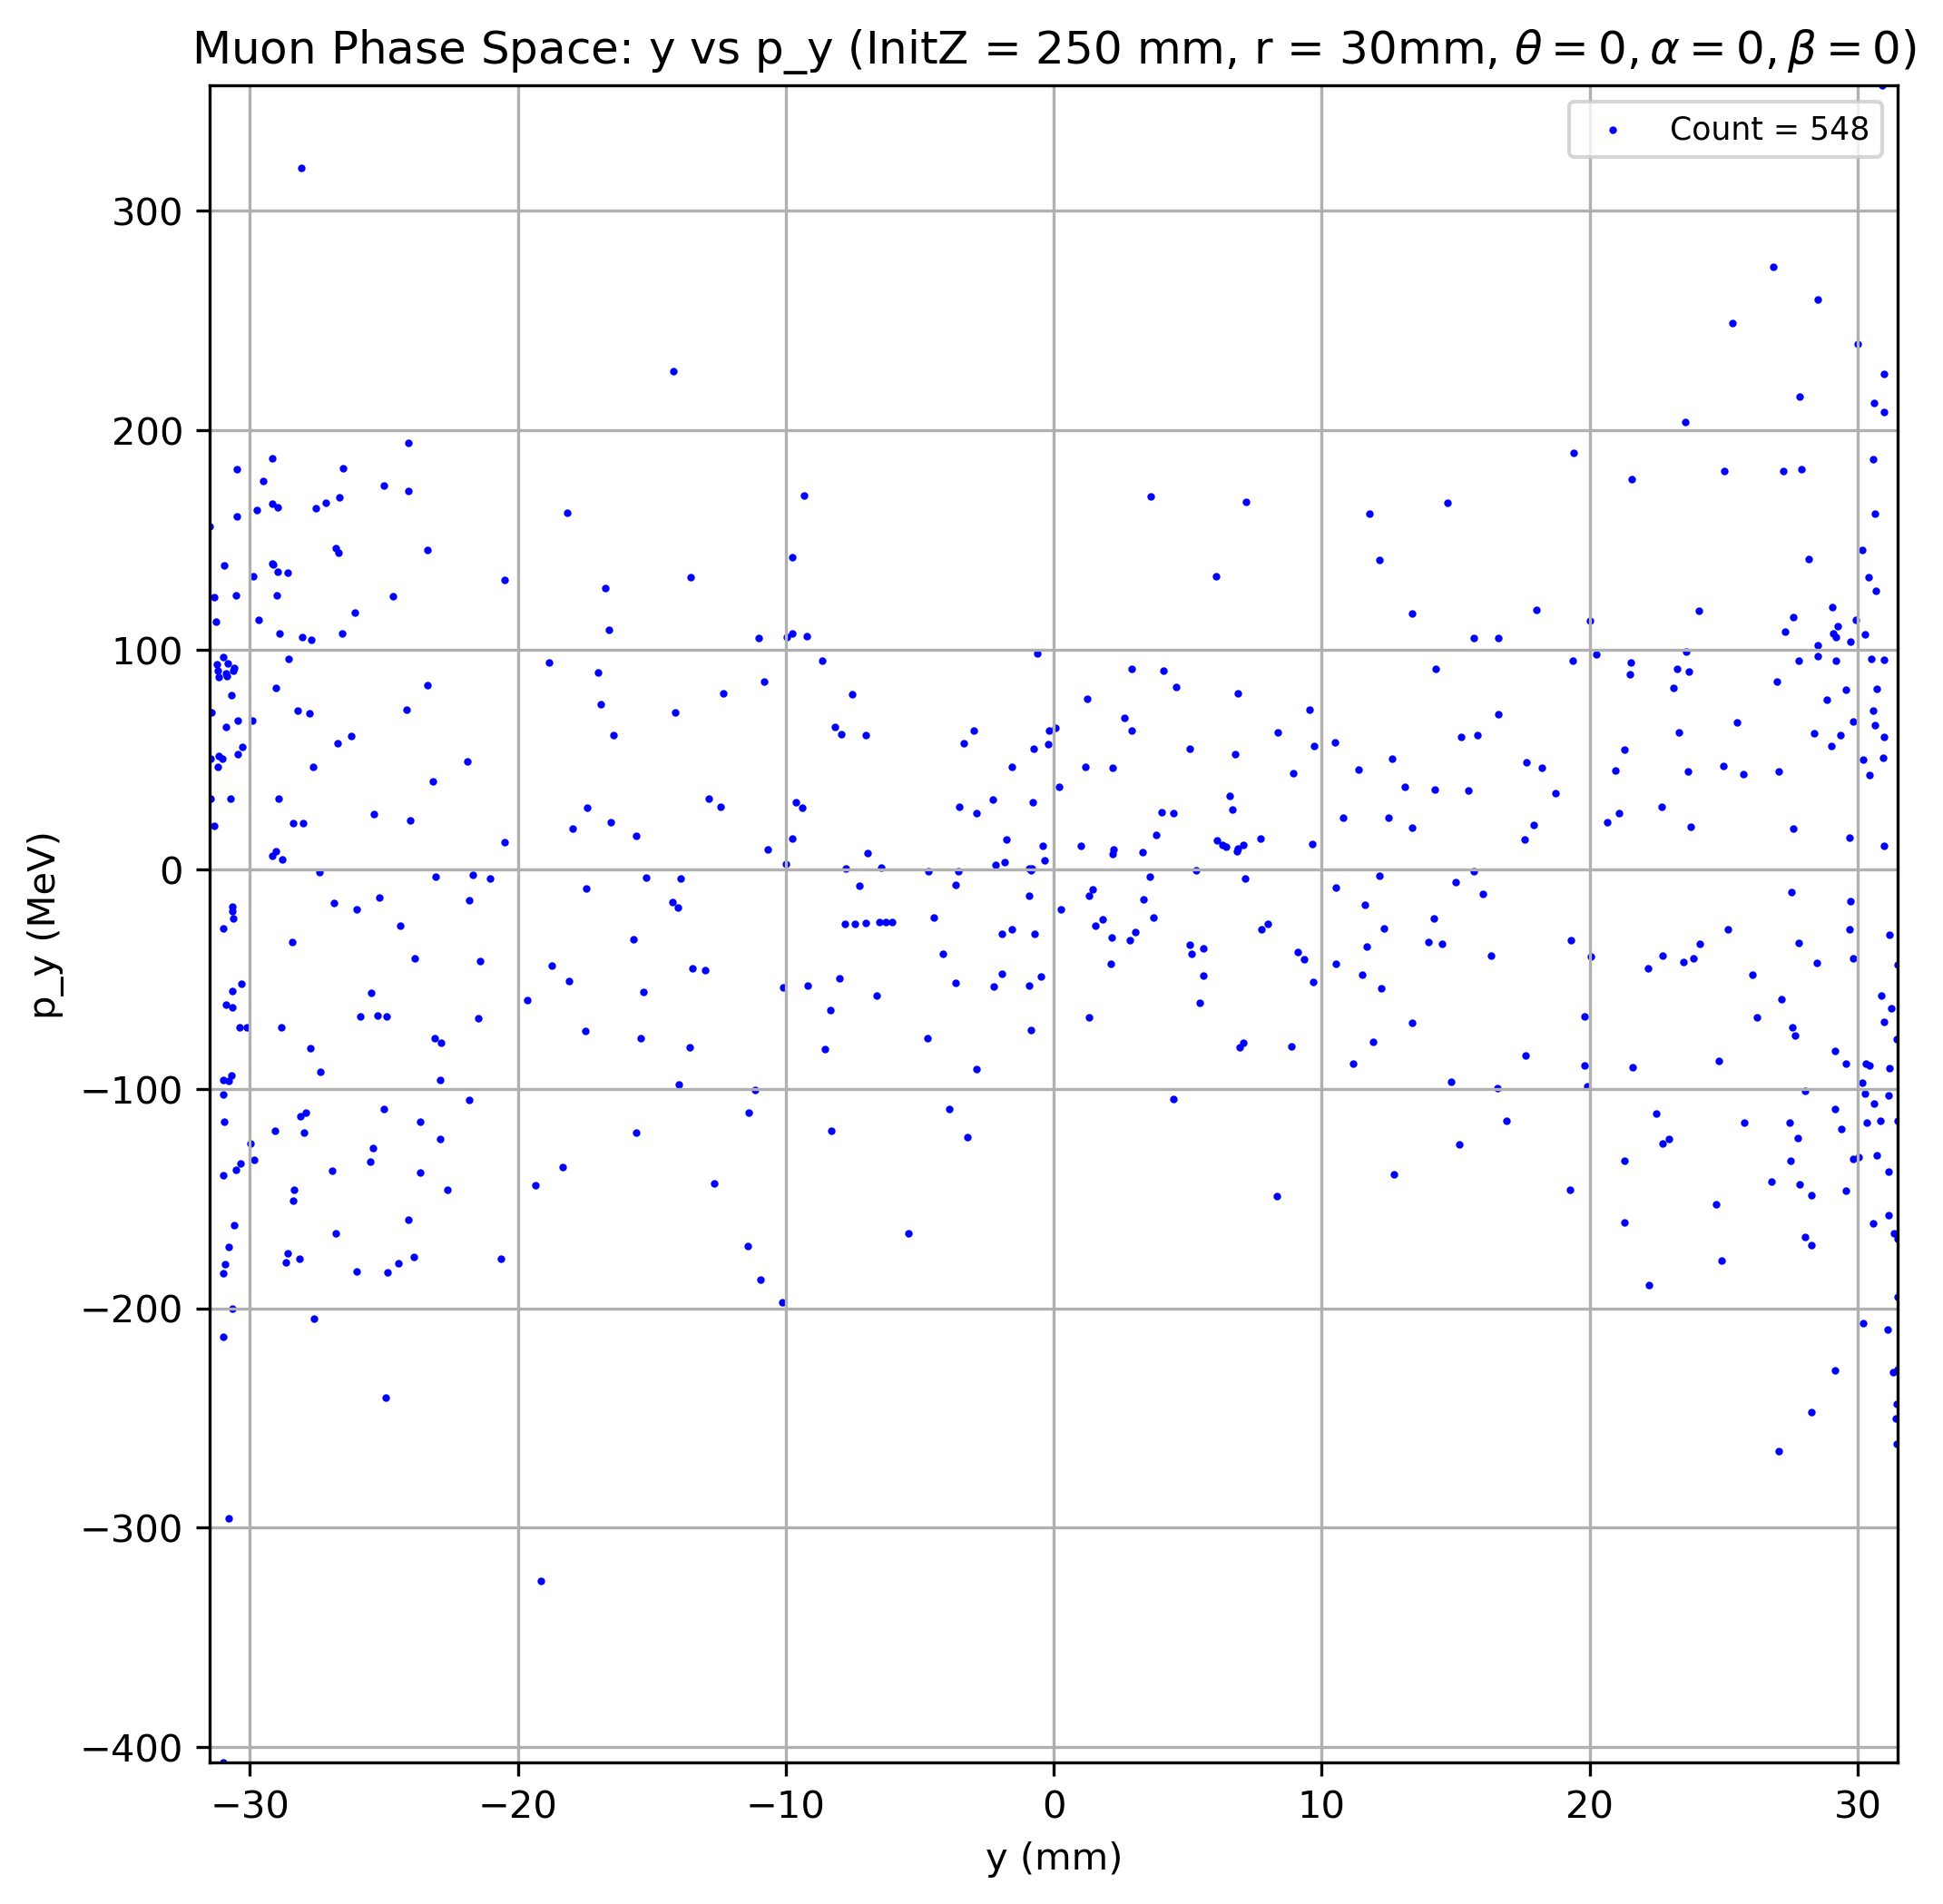 Muon Phase Space: y vs p_y (InitZ = 250 mm, r = 30mm, θ = 0, α = 0, β = 0)
Count = 548
300
200
100
0
−100
−200
−300
−400
p_y (MeV)
−30 −20 −10 0 10 20 30
y (mm)